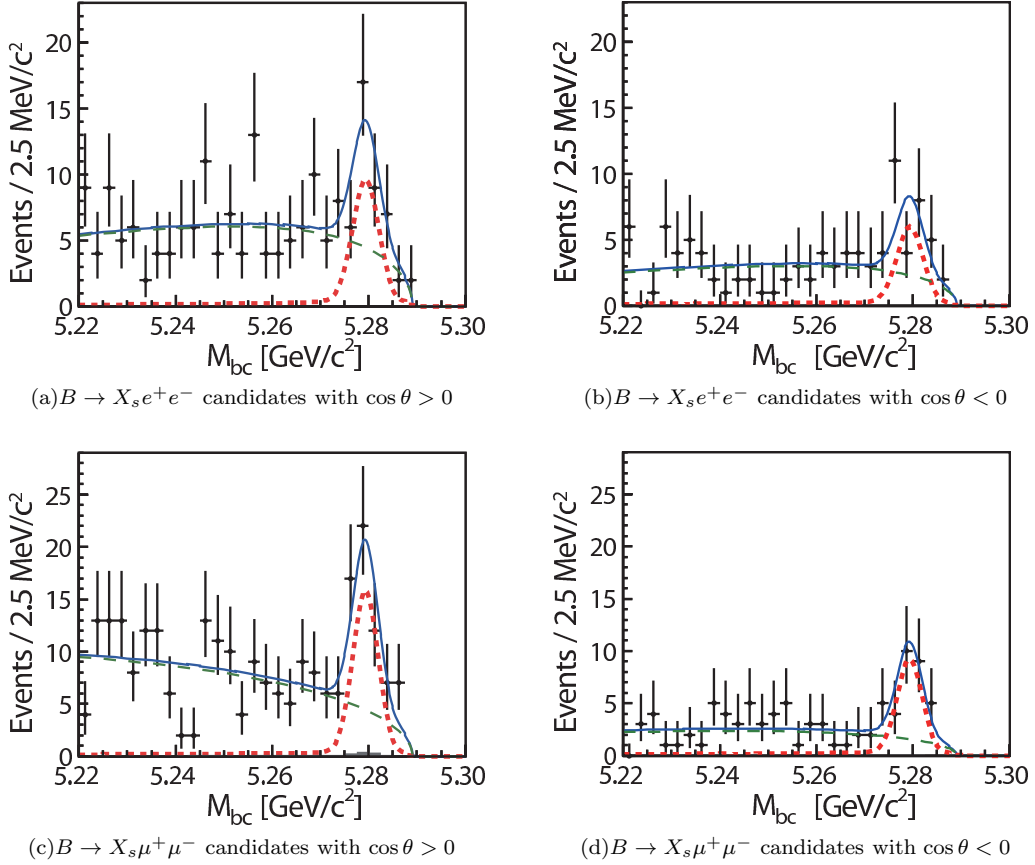 Events / 2.5 MeV/c²
20
15
10
5
0
5.22 5.24 5.26 5.28 5.30
M_bc [GeV/c²]
(a)B → X_s e⁺e⁻ candidates with cos θ > 0
Events / 2.5 MeV/c²
20
15
10
5
0
5.22 5.24 5.26 5.28 5.30
M_bc [GeV/c²]
(b)B → X_s e⁺e⁻ candidates with cos θ < 0
Events / 2.5 MeV/c²
25
20
15
10
5
0
5.22 5.24 5.26 5.28 5.30
M_bc [GeV/c²]
(c)B → X_s μ⁺μ⁻ candidates with cos θ > 0
Events / 2.5 MeV/c²
25
20
15
10
5
0
5.22 5.24 5.26 5.28 5.30
M_bc [GeV/c²]
(d)B → X_s μ⁺μ⁻ candidates with cos θ < 0